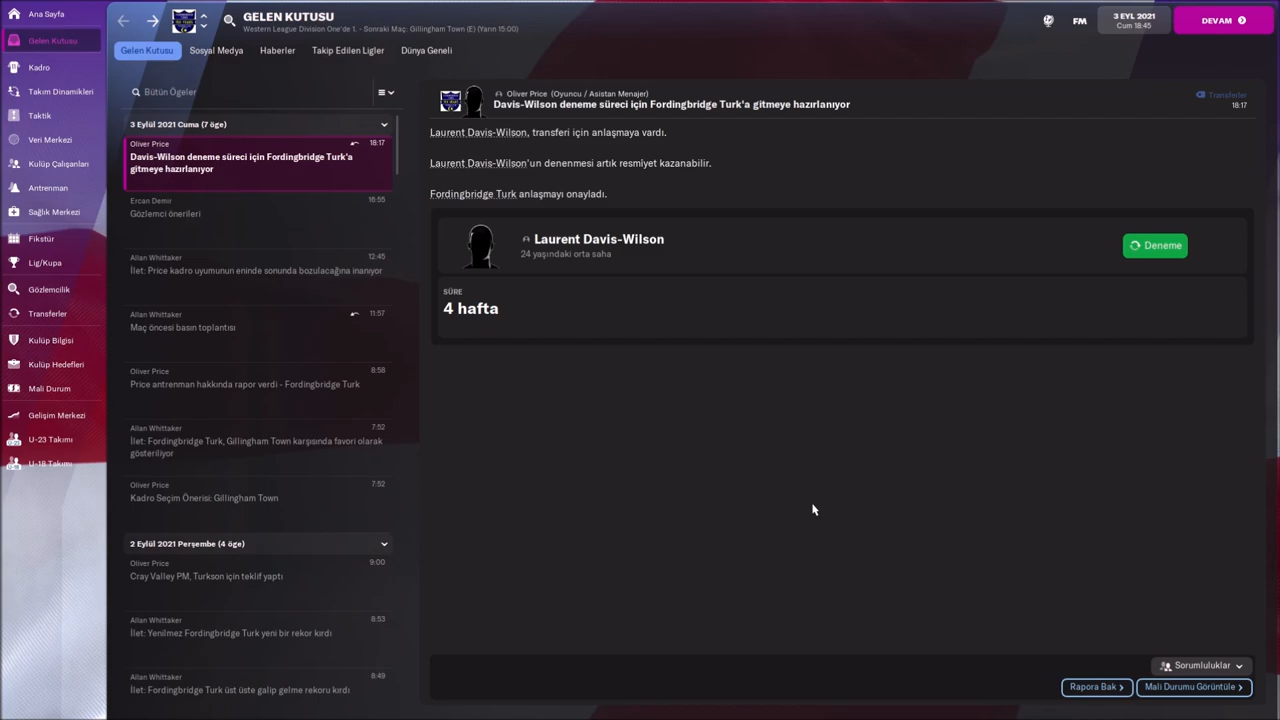 Ana Sayfa
Gelen Kutusu
Kadro
Takım Dinamikleri
Taktik
Veri Merkezi
Kulüp Çalışanları
Antrenman
Sağlık Merkezi
Fikstür
Lig/Kupa
Gözlemcilik
Transferler
Kulüp Bilgisi
Kulüp Hedefleri
Mali Durum
Gelişim Merkezi
U-23 Takımı
U-18 Takımı
GELEN KUTUSU
Western League Division One'de 1. - Sonraki Maç: Gillingham Town (E) (Yarın 15:00)
FM
3 EYL 2021
Cum 18:45
DEVAM
Gelen Kutusu
Sosyal Medya
Haberler
Takip Edilen Ligler
Dünya Geneli
Bütün Ögeler
3 Eylül 2021 Cuma (7 öge)
Oliver Price 18:17
Davis-Wilson deneme süreci için Fordingbridge Turk'a
gitmeye hazırlanıyor
Ercan Demir 16:55
Gözlemci önerileri
Allan Whittaker 12:45
İlet: Price kadro uyumunun eninde sonunda bozulacağına inanıyor
Allan Whittaker 11:57
Maç öncesi basın toplantısı
Oliver Price 8:58
Price antrenman hakkında rapor verdi - Fordingbridge Turk
Allan Whittaker 7:52
İlet: Fordingbridge Turk, Gillingham Town karşısında favori olarak
gösteriliyor
Oliver Price 7:52
Kadro Seçim Önerisi: Gillingham Town
2 Eylül 2021 Perşembe (4 öge)
Oliver Price 9:00
Cray Valley PM, Turkson için teklif yaptı
Allan Whittaker 8:53
İlet: Yenilmez Fordingbridge Turk yeni bir rekor kırdı
Allan Whittaker 8:49
İlet: Fordingbridge Turk üst üste galip gelme rekoru kırdı
Oliver Price (Oyuncu / Asistan Menajer)
Davis-Wilson deneme süreci için Fordingbridge Turk'a gitmeye hazırlanıyor
Transferler
18:17
Laurent Davis-Wilson, transferi için anlaşmaya vardı.
Laurent Davis-Wilson'un denenmesi artık resmiyet kazanabilir.
Fordingbridge Turk anlaşmayı onayladı.
Laurent Davis-Wilson
24 yaşındaki orta saha
Deneme
SÜRE
4 hafta
Sorumluluklar
Rapora Bak
Mali Durumu Görüntüle